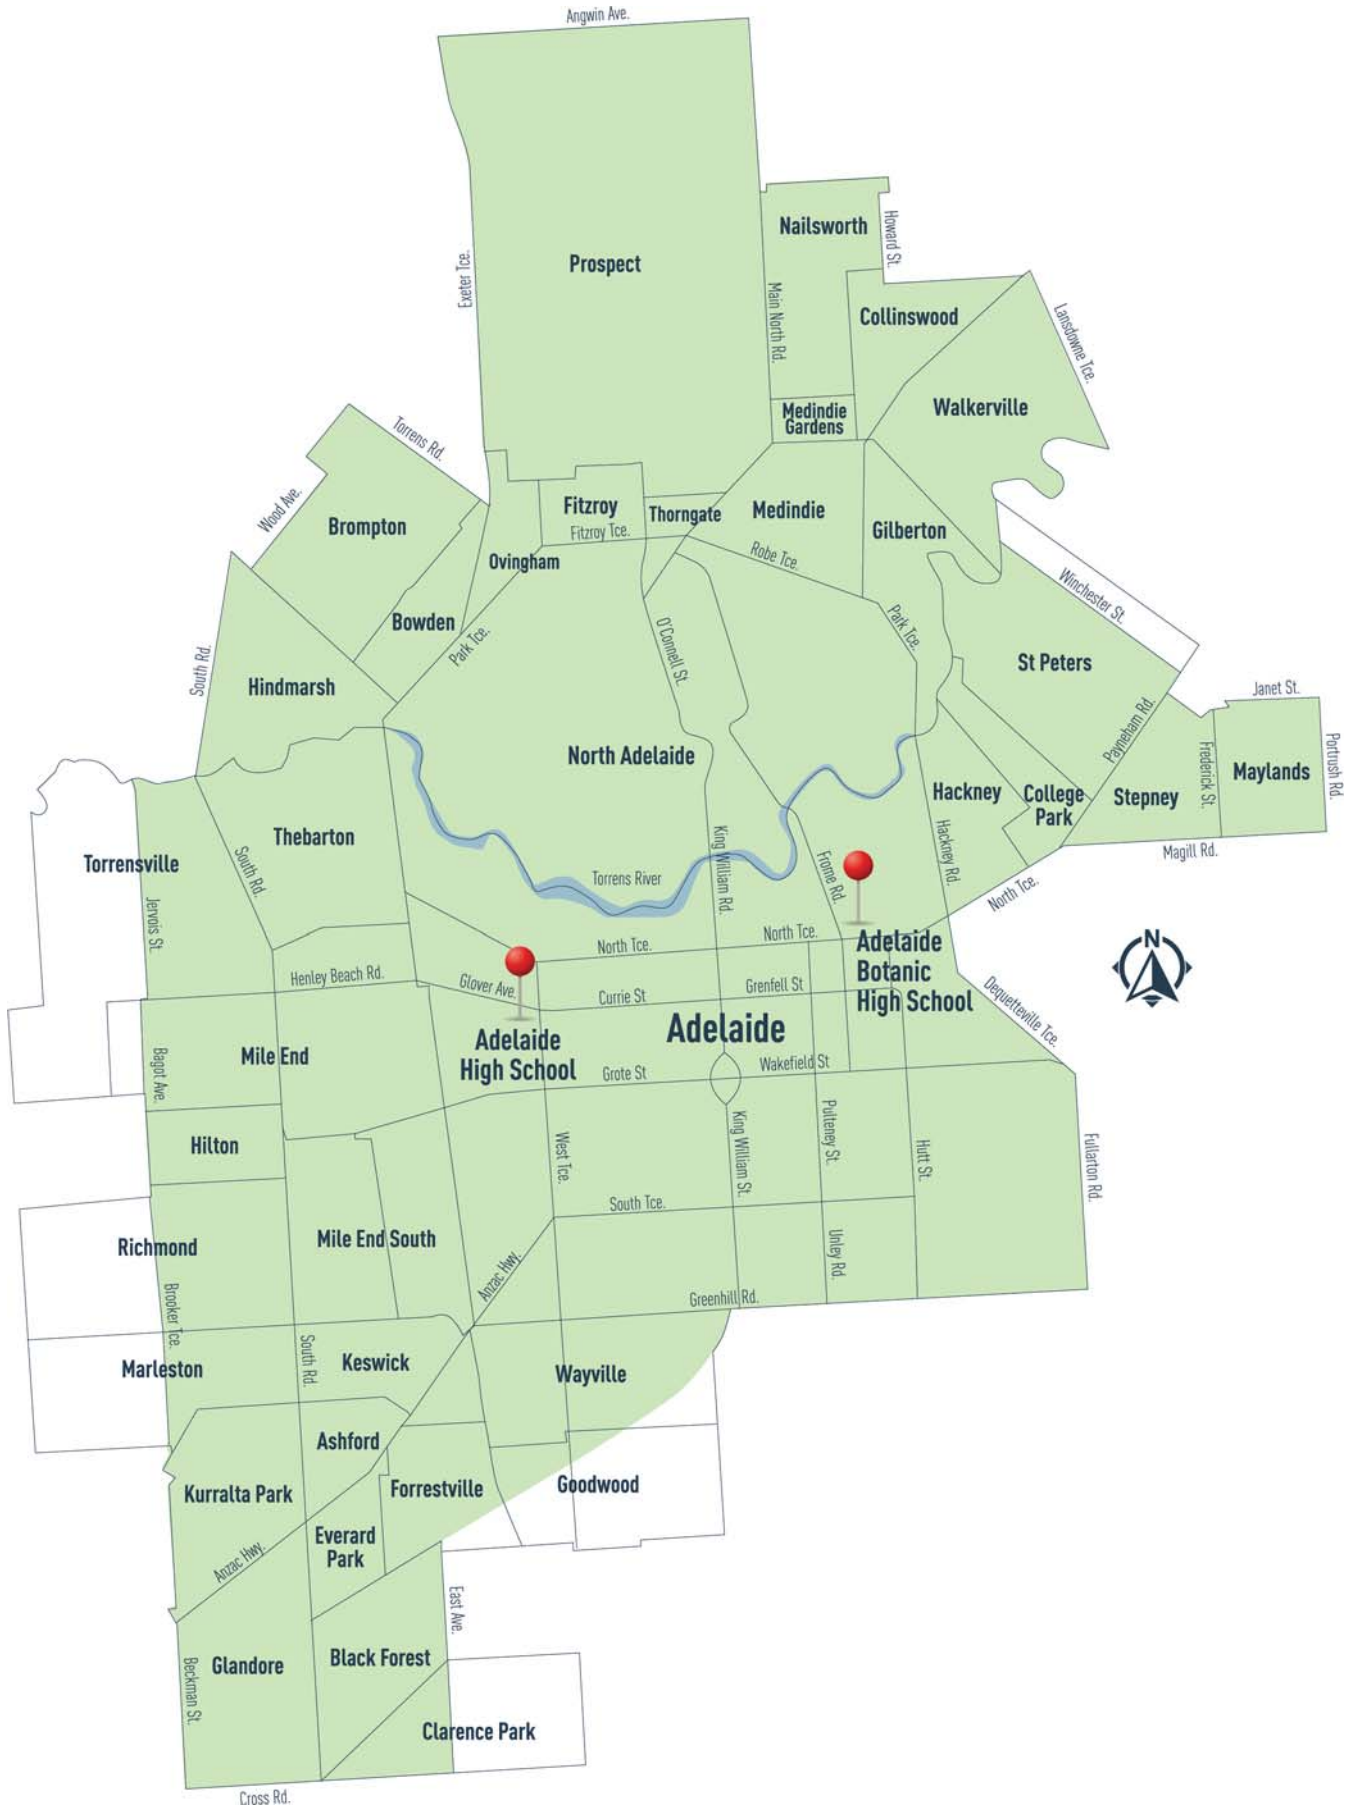 Angwin Ave.
Nailsworth
Howard St.
Prospect
Exeter Tce.
Main North Rd.
Collinswood
Lansdowne Tce.
Medindie
Gardens
Walkerville
Torrens Rd.
Wood Ave.
Brompton
Fitzroy
Thorngate
Medindie
Gilberton
Fitzroy Tce.
Ovingham
Robe Tce.
Winchester St.
Bowden
Park Tce.
O'Connell St.
Park Tce.
South Rd.
Hindmarsh
St Peters
Janet St.
Payneham Rd.
North Adelaide
Frederick St.
Portrush Rd.
Maylands
Hackney
College
Park
Stepney
Thebarton
Torrensville
South Rd.
King William Rd.
Frome Rd.
Hackney Rd.
Magill Rd.
Torrens River
North Tce.
Jervois St.
North Tce.
North Tce.
Adelaide
Botanic
High School
N
Henley Beach Rd.
Glover Ave.
Currie St
Grenfell St
Dequetteville Tce.
Adelaide
High School
Adelaide
Mile End
Bagot Ave.
Grote St
Wakefield St
Hilton
West Tce.
King William St.
Pulteney St.
Hutt St.
Fullarton Rd.
South Tce.
Richmond
Mile End South
Anzac Hwy.
Unley Rd.
Brooker Tce.
Greenhill Rd.
Marleston
South Rd.
Keswick
Wayville
Ashford
Kurralta Park
Forrestville
Goodwood
Anzac Hwy.
Everard
Park
East Ave.
Beckman St.
Glandore
Black Forest
Clarence Park
Cross Rd.